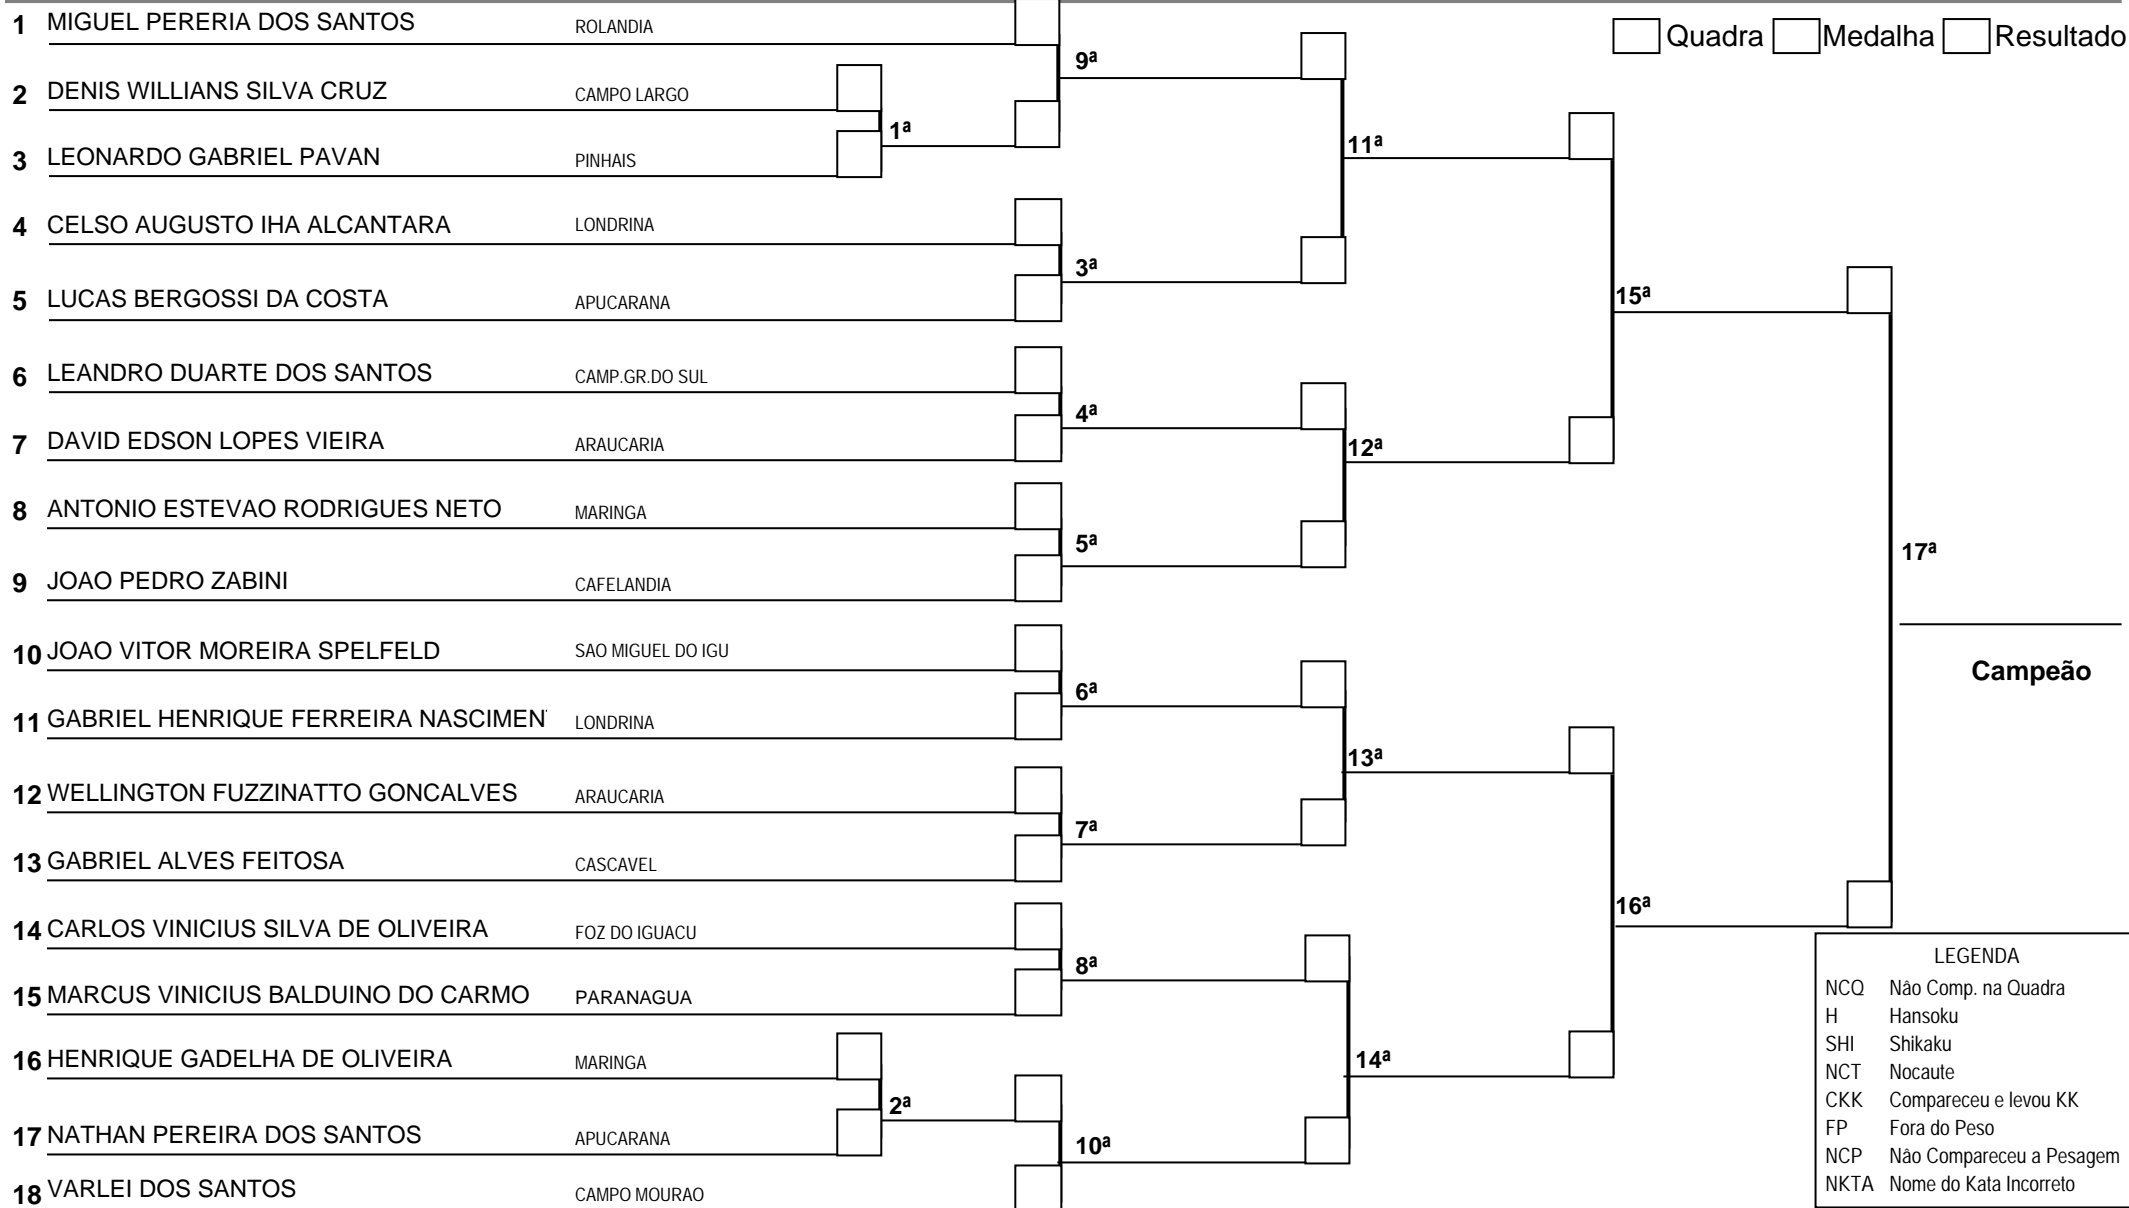 1 MIGUEL PERERIA DOS SANTOS ROLANDIA
Quadra Medalha Resultado
9ª
2 DENIS WILLIANS SILVA CRUZ CAMPO LARGO
1ª
11ª
3 LEONARDO GABRIEL PAVAN PINHAIS
4 CELSO AUGUSTO IHA ALCANTARA LONDRINA
3ª
15ª
5 LUCAS BERGOSSI DA COSTA APUCARANA
6 LEANDRO DUARTE DOS SANTOS CAMP.GR.DO SUL
4ª
7 DAVID EDSON LOPES VIEIRA ARAUCARIA
12ª
8 ANTONIO ESTEVAO RODRIGUES NETO MARINGA
5ª
17ª
9 JOAO PEDRO ZABINI CAFELANDIA
10 JOAO VITOR MOREIRA SPELFELD SAO MIGUEL DO IGU
Campeão
6ª
11 GABRIEL HENRIQUE FERREIRA NASCIMEN LONDRINA
13ª
12 WELLINGTON FUZZINATTO GONCALVES ARAUCARIA
7ª
13 GABRIEL ALVES FEITOSA CASCAVEL
16ª
14 CARLOS VINICIUS SILVA DE OLIVEIRA FOZ DO IGUACU
8ª
15 MARCUS VINICIUS BALDUINO DO CARMO PARANAGUA
16 HENRIQUE GADELHA DE OLIVEIRA MARINGA
14ª
2ª
17 NATHAN PEREIRA DOS SANTOS APUCARANA
10ª
18 VARLEI DOS SANTOS CAMPO MOURAO
LEGENDA
NCQ Nâo Comp. na Quadra
H Hansoku
SHI Shikaku
NCT Nocaute
CKK Compareceu e levou KK
FP Fora do Peso
NCP Nâo Compareceu a Pesagem
NKTA Nome do Kata Incorreto